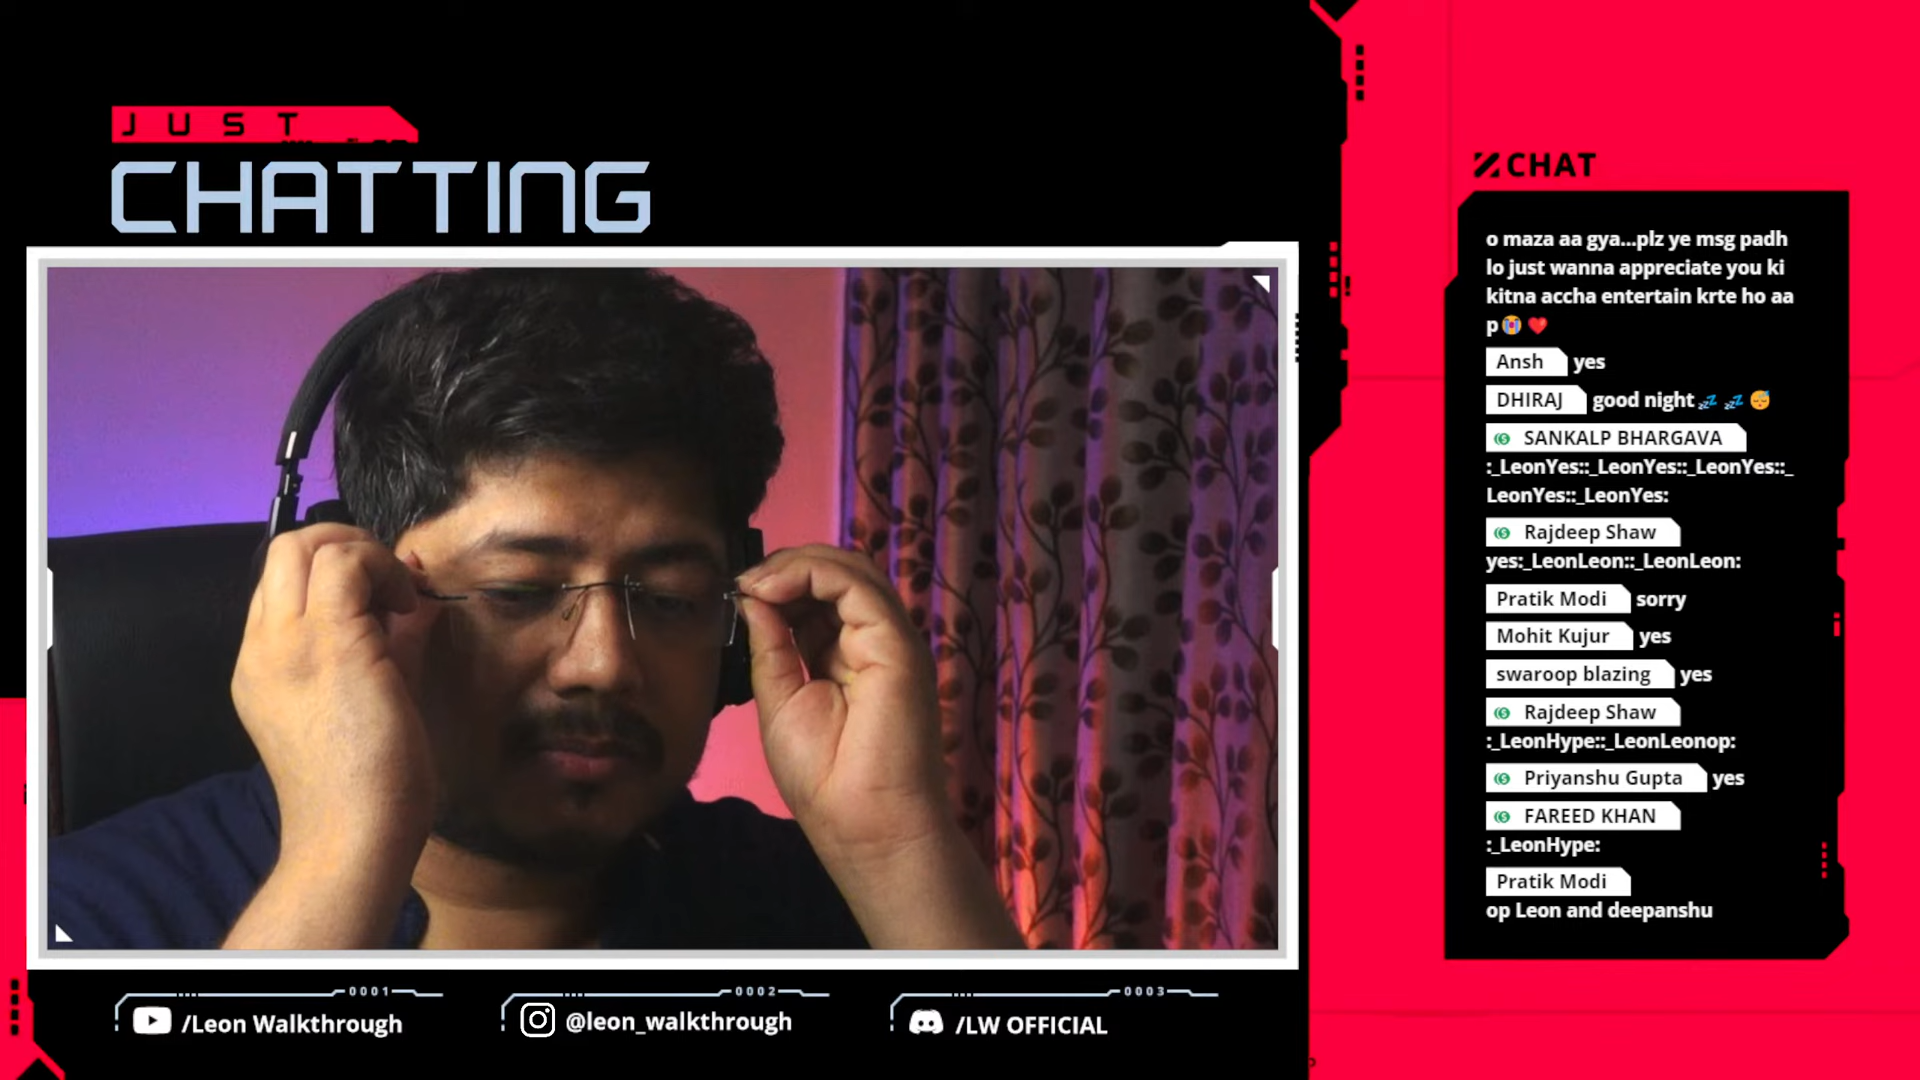 JUST
CHATTING
CHAT
o maza aa gya...plz ye msg padh
lo just wanna appreciate you ki
kitna accha entertain krte ho aa
p😭❤️
Ansh yes
DHIRAJ good night💤 💤 😴
SANKALP BHARGAVA
:_LeonYes::_LeonYes::_LeonYes::_
LeonYes::_LeonYes:
Rajdeep Shaw
yes:_LeonLeon::_LeonLeon:
Pratik Modi sorry
Mohit Kujur yes
swaroop blazing yes
Rajdeep Shaw
:_LeonHype::_LeonLeonop:
Priyanshu Gupta yes
FAREED KHAN
:_LeonHype:
Pratik Modi
op Leon and deepanshu
0001
/Leon Walkthrough
0002
@leon_walkthrough
0003
/LW OFFICIAL